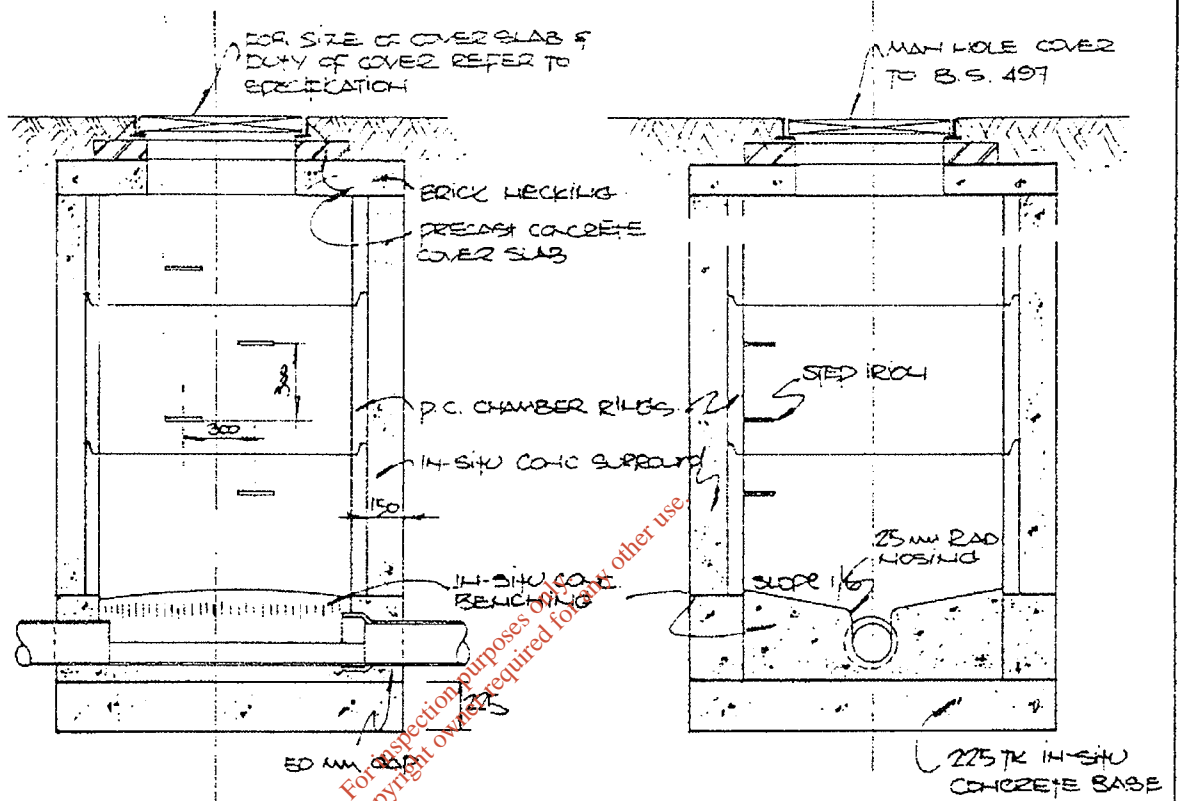 FOR SIZE OF COVER SLAB &
DUTY OF COVER REFER TO
SPECIFICATION
MAN HOLE COVER
TO B.S. 497
BRICK NECKING
PRECAST CONCRETE
COVER SLAB
300
300
STEP IRON
P.C. CHAMBER RINGS
IN-SITU CONC SURROUND
150
25 MM RAD
NOSING
SLOPE 1:6
IN-SITU CONC
BENCHING
225
50 MM GAP
225 TK IN-SITU
CONCRETE BASE
For inspection purposes only.
copyright owner required for any other use.